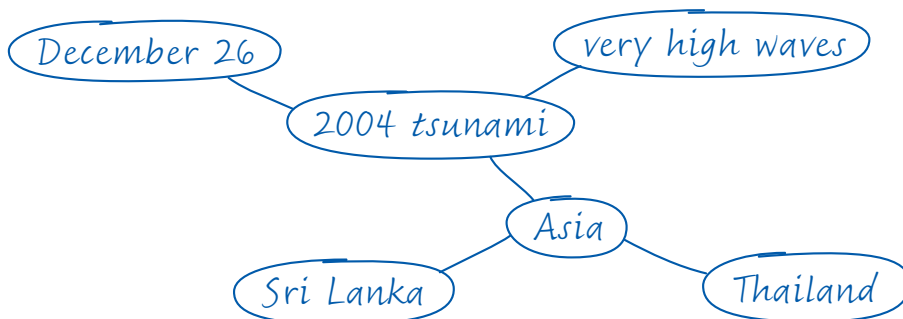 December 26
very high waves
2004 tsunami
Asia
Sri Lanka
Thailand